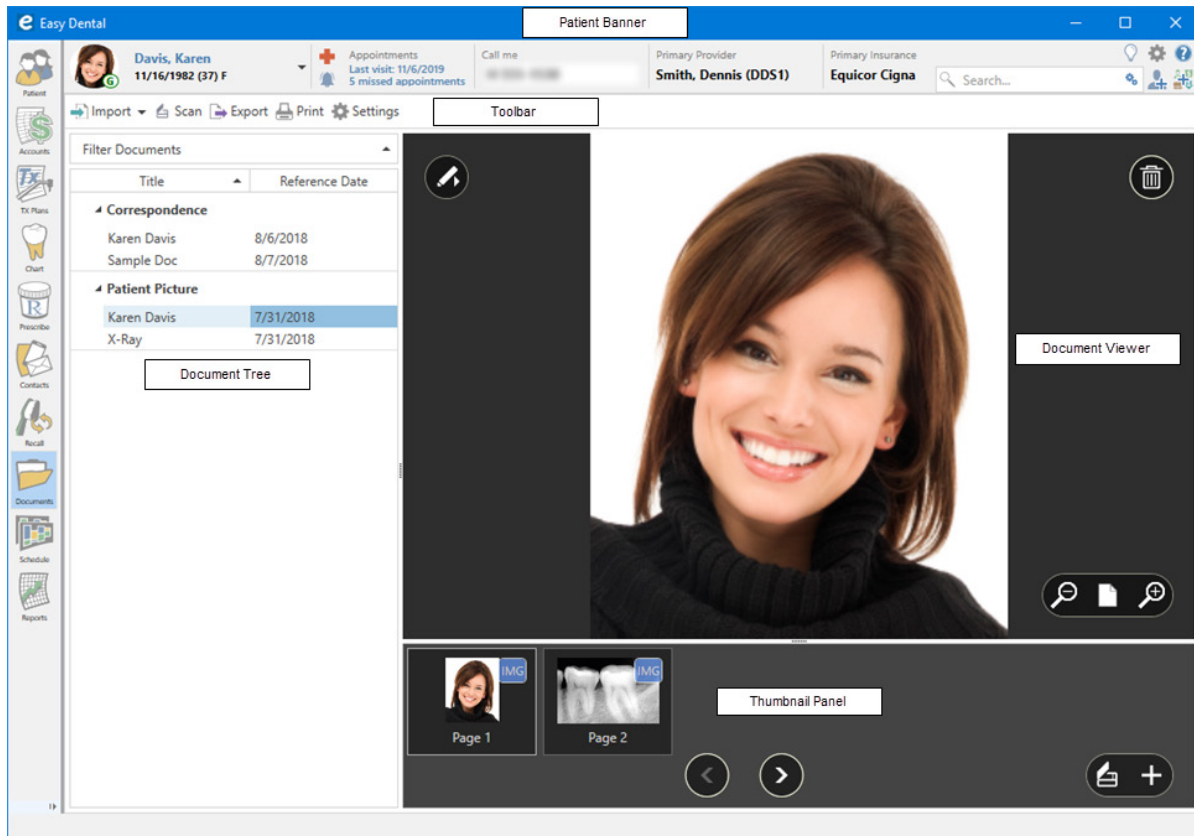 Easy Dental
Patient Banner
Patient
Davis, Karen
11/16/1982 (37) F
G
Appointments
Last visit: 11/6/2019
5 missed appointments
Call me
Primary Provider
Smith, Dennis (DDS1)
Primary Insurance
Equicor Cigna
Search...
Import
Scan
Export
Print
Settings
Toolbar
Accounts
TX Plans
Chart
Prescribe
Contacts
Recall
Documents
Schedule
Reports
Filter Documents
Title
Reference Date
Correspondence
Karen Davis 8/6/2018
Sample Doc 8/7/2018
Patient Picture
Karen Davis 7/31/2018
X-Ray 7/31/2018
Document Tree
Document Viewer
IMG
Page 1
IMG
Page 2
Thumbnail Panel